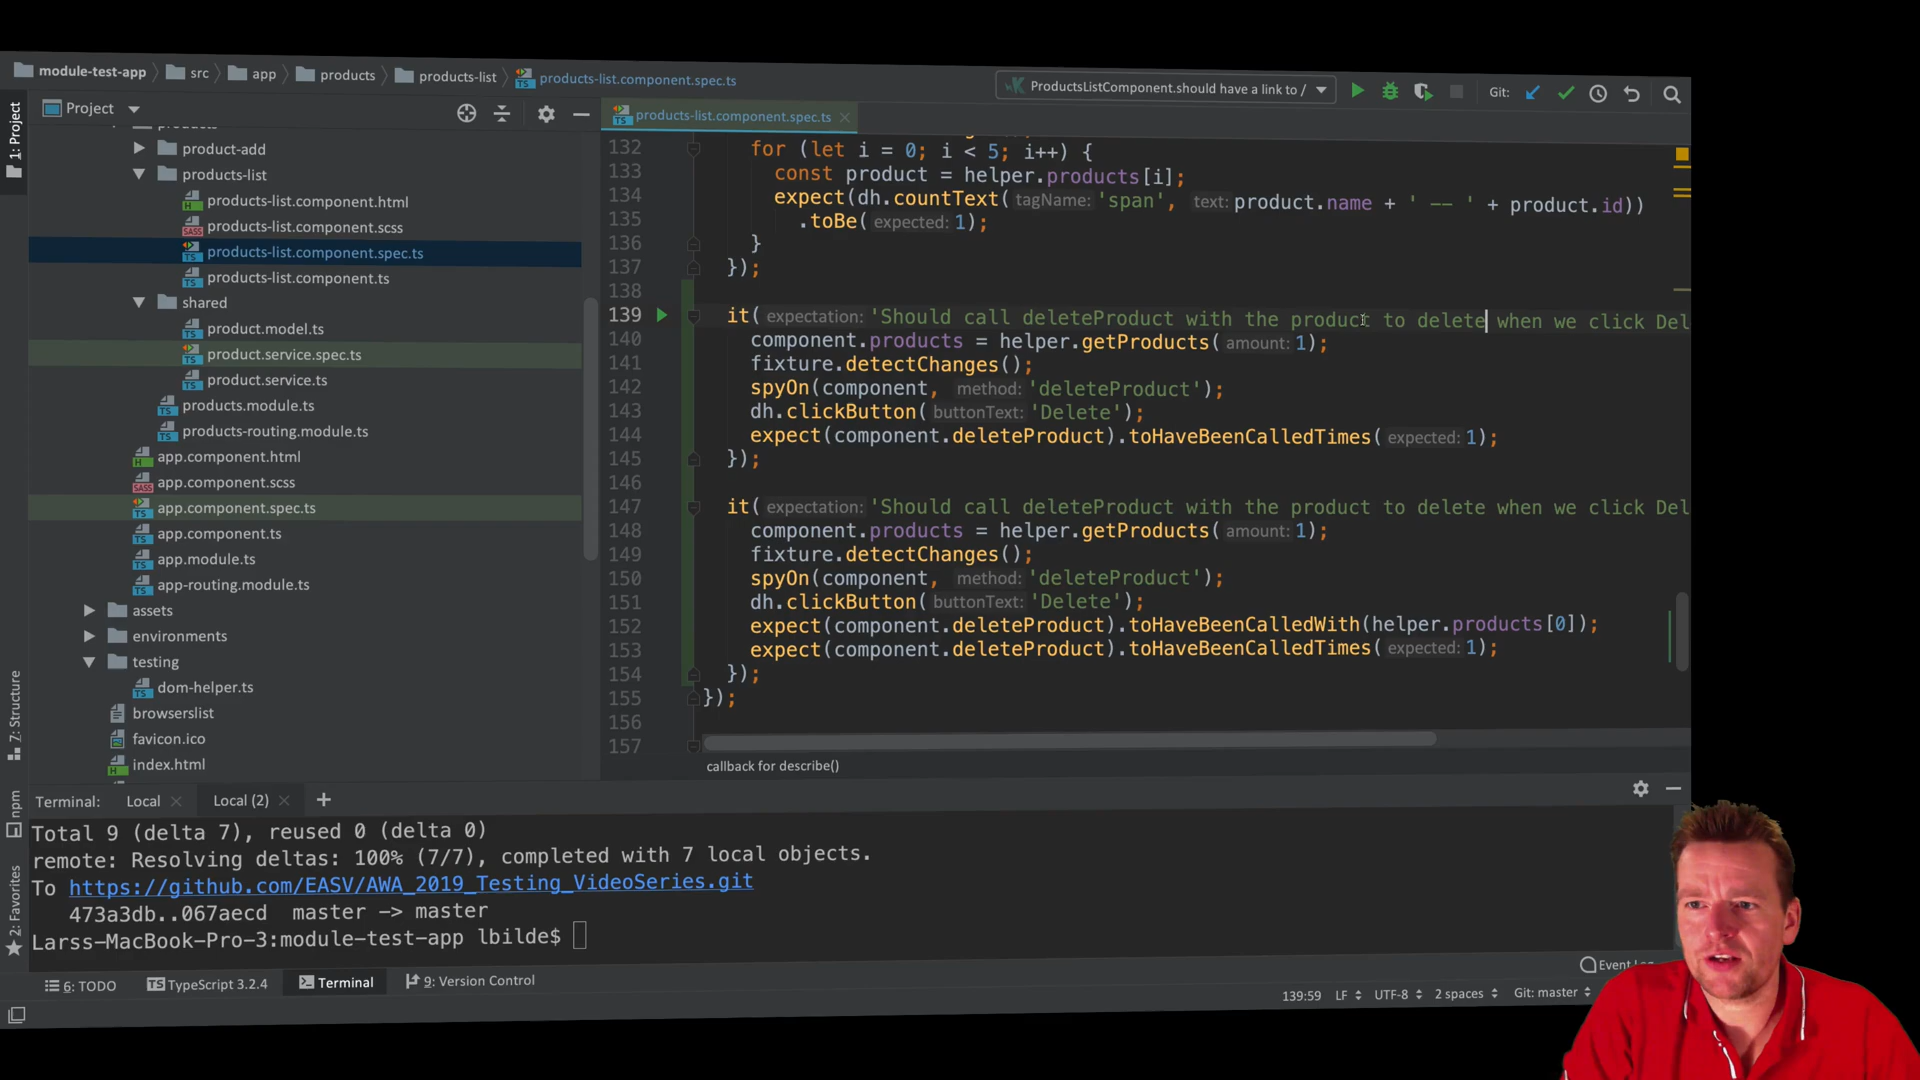 module-test-app
src
app
products
products-list
products-list.component.spec.ts
ProductsListComponent.should have a link to /
Git:
1: Project
Project
products-list.component.spec.ts
products
product-add
products-list
products-list.component.html
products-list.component.scss
products-list.component.spec.ts
products-list.component.ts
shared
product.model.ts
product.service.spec.ts
product.service.ts
products.module.ts
products-routing.module.ts
app.component.html
app.component.scss
app.component.spec.ts
app.component.ts
app.module.ts
app-routing.module.ts
assets
environments
testing
dom-helper.ts
browserslist
favicon.ico
index.html
132 for (let i = 0; i < 5; i++) {
133 const product = helper.products[i];
134 expect(dh.countText( tagName: 'span', text: product.name + ' -- ' + product.id))
135 .toBe( expected: 1);
136 }
137 });
138
139 it( expectation: 'Should call deleteProduct with the product to delete when we click Del
140 component.products = helper.getProducts( amount: 1);
141 fixture.detectChanges();
142 spyOn(component, method: 'deleteProduct');
143 dh.clickButton( buttonText: 'Delete');
144 expect(component.deleteProduct).toHaveBeenCalledTimes( expected: 1);
145 });
146
147 it( expectation: 'Should call deleteProduct with the product to delete when we click Del
148 component.products = helper.getProducts( amount: 1);
149 fixture.detectChanges();
150 spyOn(component, method: 'deleteProduct');
151 dh.clickButton( buttonText: 'Delete');
152 expect(component.deleteProduct).toHaveBeenCalledWith(helper.products[0]);
153 expect(component.deleteProduct).toHaveBeenCalledTimes( expected: 1);
154 });
155 });
156
157
callback for describe()
7: Structure
npm
2: Favorites
Terminal: Local Local (2) +
Total 9 (delta 7), reused 0 (delta 0)
remote: Resolving deltas: 100% (7/7), completed with 7 local objects.
To https://github.com/EASV/AWA_2019_Testing_VideoSeries.git
473a3db..067aecd master -> master
Larss-MacBook-Pro-3:module-test-app lbilde$
6: TODO
TypeScript 3.2.4
Terminal
9: Version Control
Event
139:59 LF UTF-8 2 spaces Git: master